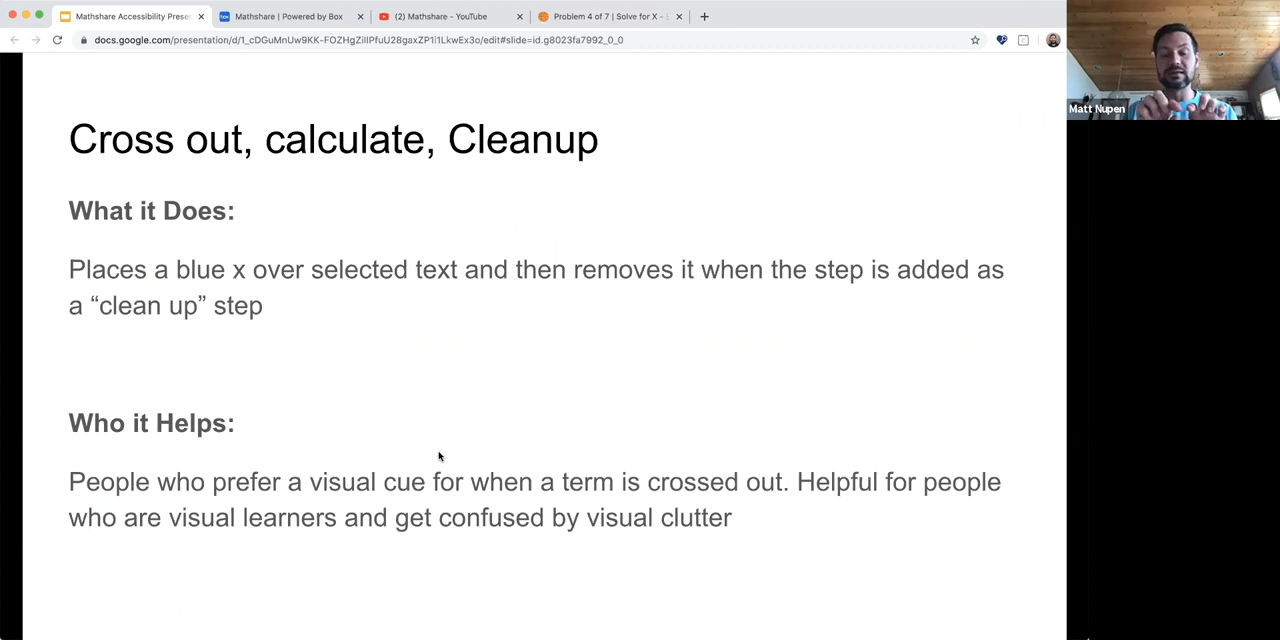 Mathshare Accessibility Prese
Mathshare | Powered by Box
(2) Mathshare - YouTube
Problem 4 of 7 | Solve for X -
Matt Nupen
Cross out, calculate, Cleanup
What it Does:
Places a blue x over selected text and then removes it when the step is added as
a “clean up” step
Who it Helps:
People who prefer a visual cue for when a term is crossed out. Helpful for people
who are visual learners and get confused by visual clutter